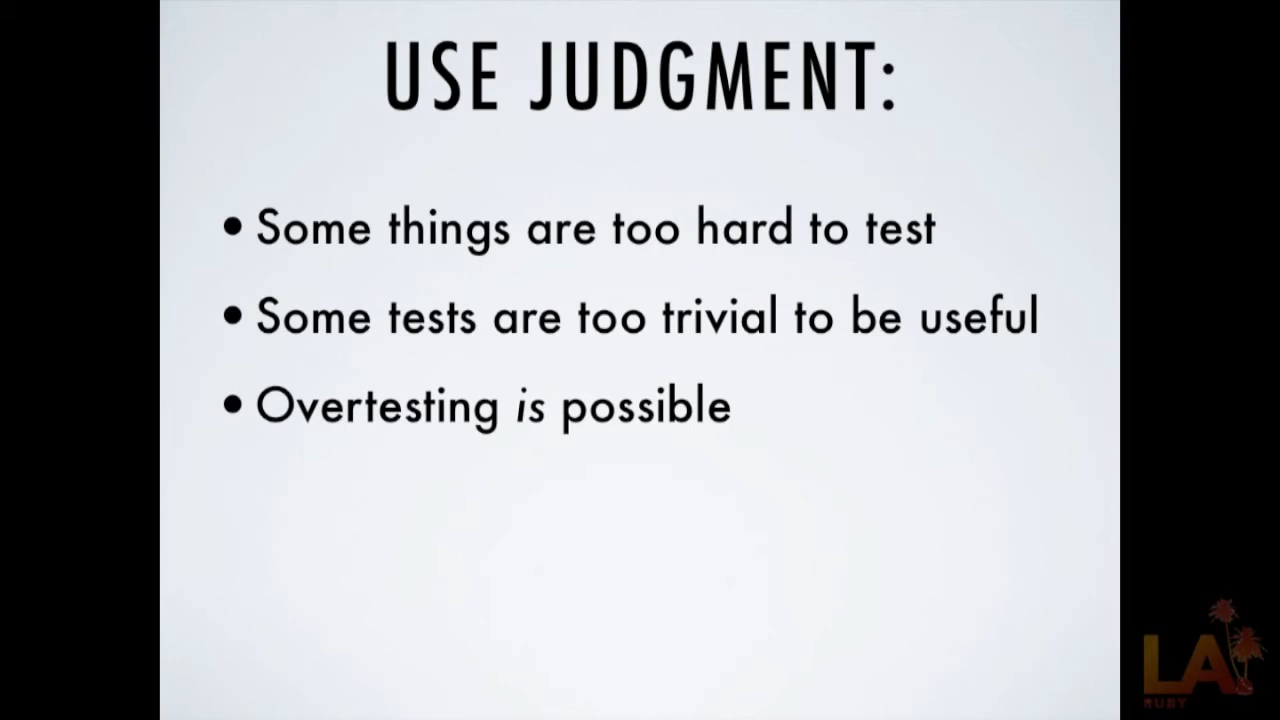 USE JUDGMENT:
• Some things are too hard to test
• Some tests are too trivial to be useful
• Overtesting is possible
LA
RUBY